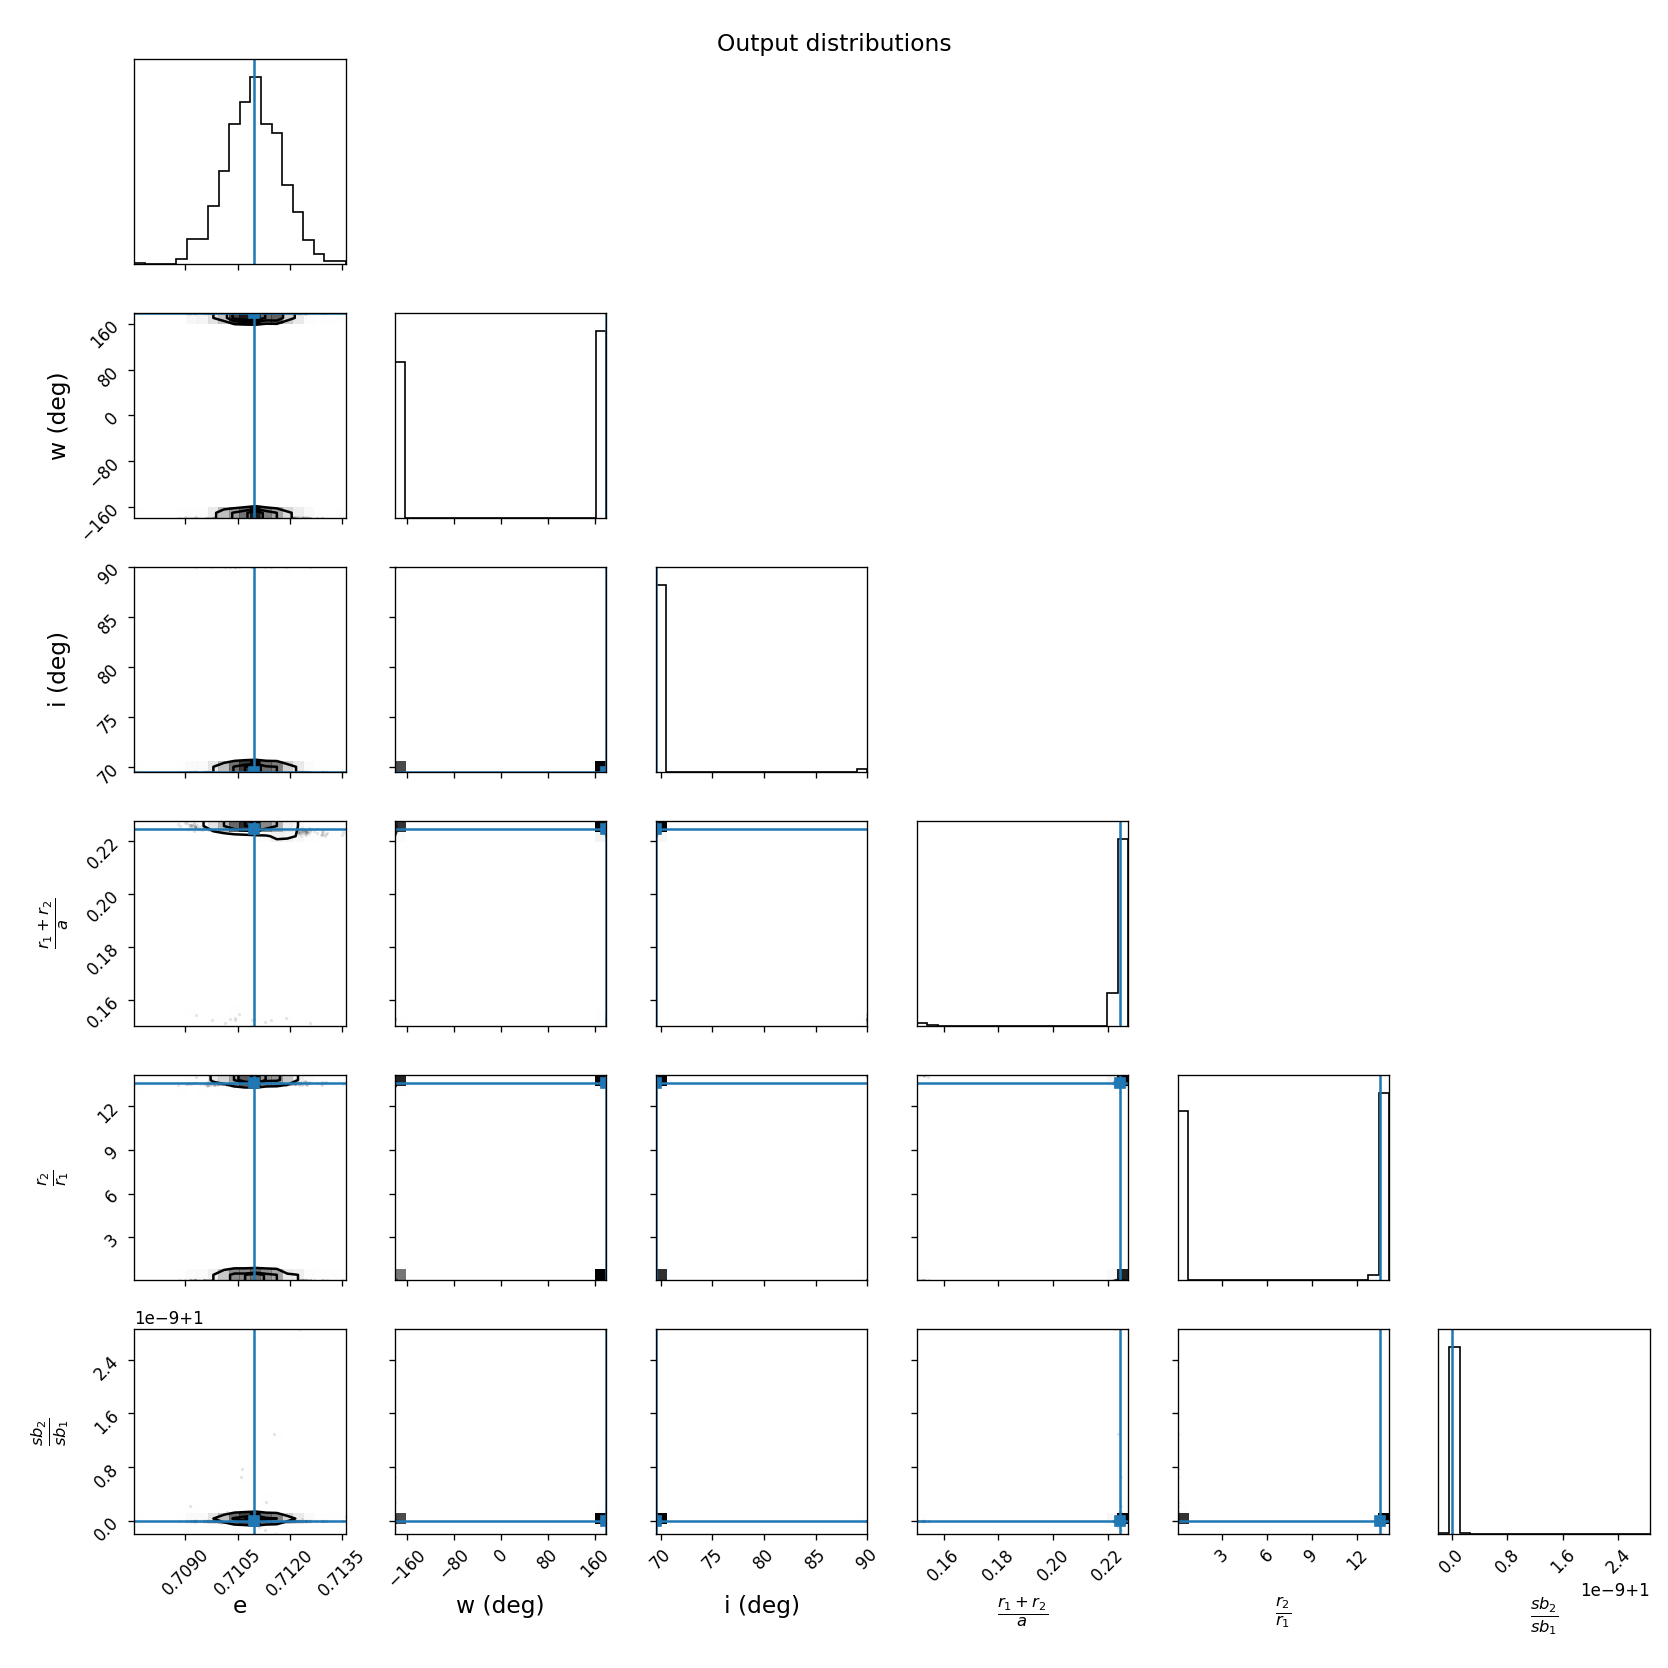 Output distributions
w (deg)
160
80
0
−80
−160
i (deg)
90
85
80
75
70
r₁ + r₂
a
0.22
0.20
0.18
0.16
r₂
r₁
12
9
6
3
1e−9+1
sb₂
sb₁
2.4
1.6
0.8
0.0
0.7090 0.7105 0.7120 0.7135
−160 −80 0 80 160
70 75 80 85 90
0.16 0.18 0.20 0.22
3 6 9 12
0.0 0.8 1.6 2.4
1e−9+1
e
w (deg)
i (deg)
r₁ + r₂
a
r₂
r₁
sb₂
sb₁